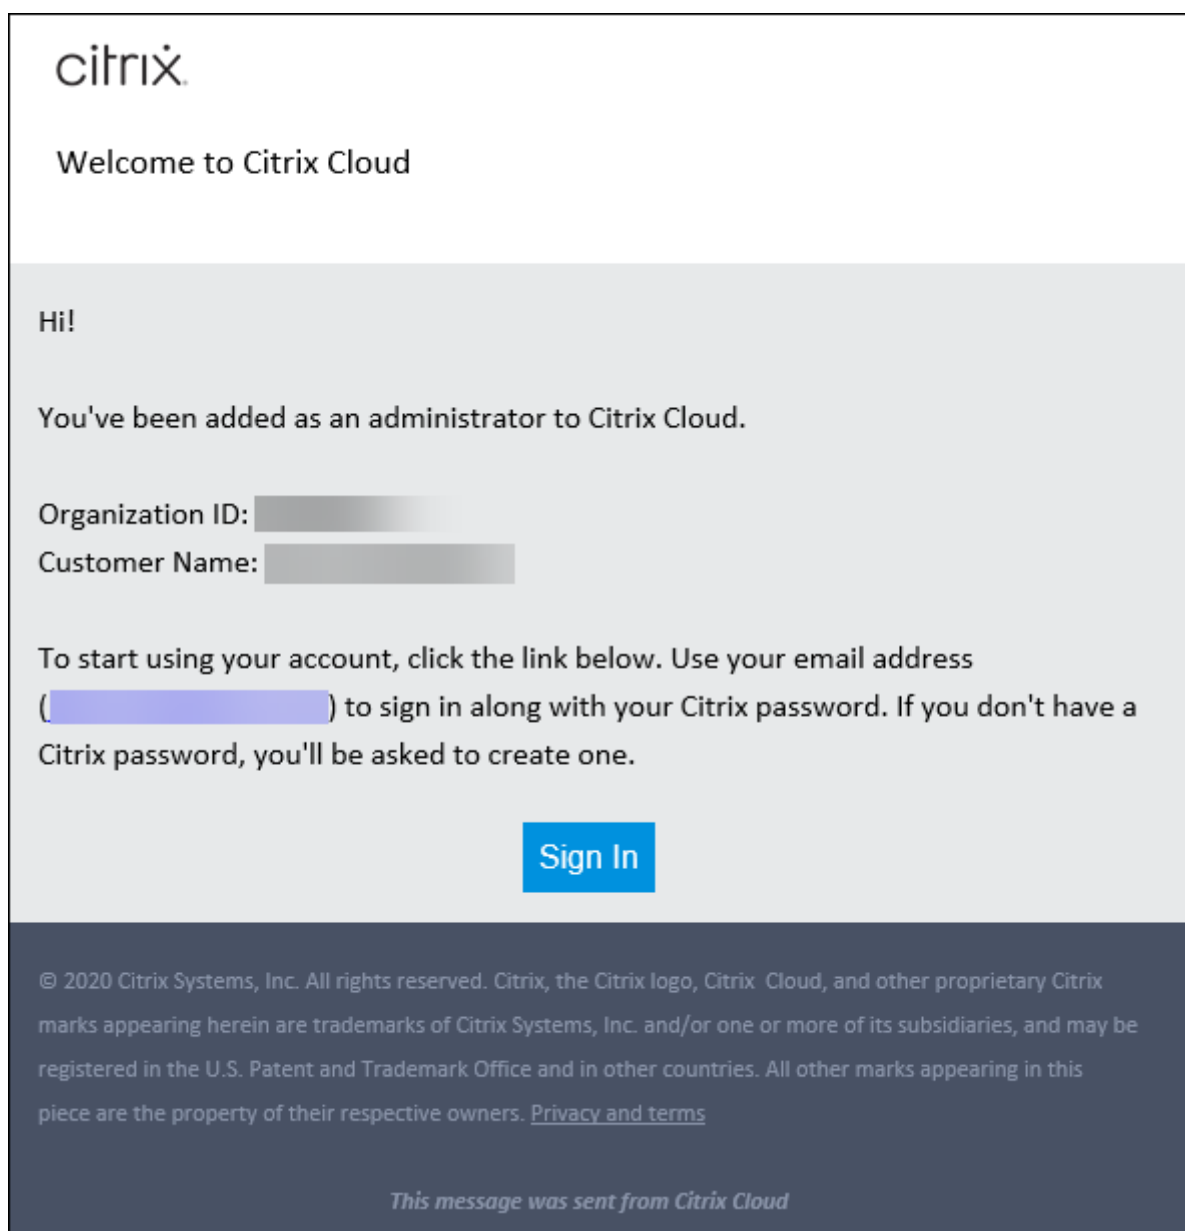 citrix
Welcome to Citrix Cloud
Hi!
You've been added as an administrator to Citrix Cloud.
Organization ID:
Customer Name:
To start using your account, click the link below. Use your email address
( ) to sign in along with your Citrix password. If you don't have a
Citrix password, you'll be asked to create one.
Sign In
© 2020 Citrix Systems, Inc. All rights reserved. Citrix, the Citrix logo, Citrix  Cloud, and other proprietary Citrix
marks appearing herein are trademarks of Citrix Systems, Inc. and/or one or more of its subsidiaries, and may be
registered in the U.S. Patent and Trademark Office and in other countries. All other marks appearing in this
piece are the property of their respective owners. Privacy and terms
This message was sent from Citrix Cloud